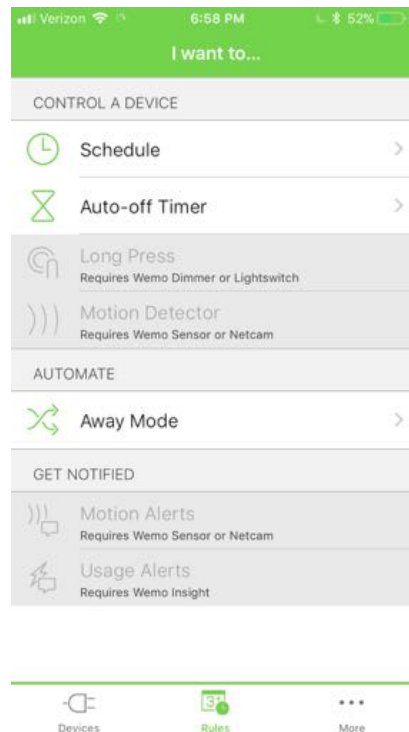 Verizon 6:58 PM 52%
I want to...
CONTROL A DEVICE
Schedule
Auto-off Timer
Long Press
Requires Wemo Dimmer or Lightswitch
Motion Detector
Requires Wemo Sensor or Netcam
AUTOMATE
Away Mode
GET NOTIFIED
Motion Alerts
Requires Wemo Sensor or Netcam
Usage Alerts
Requires Wemo Insight
Devices Rules More